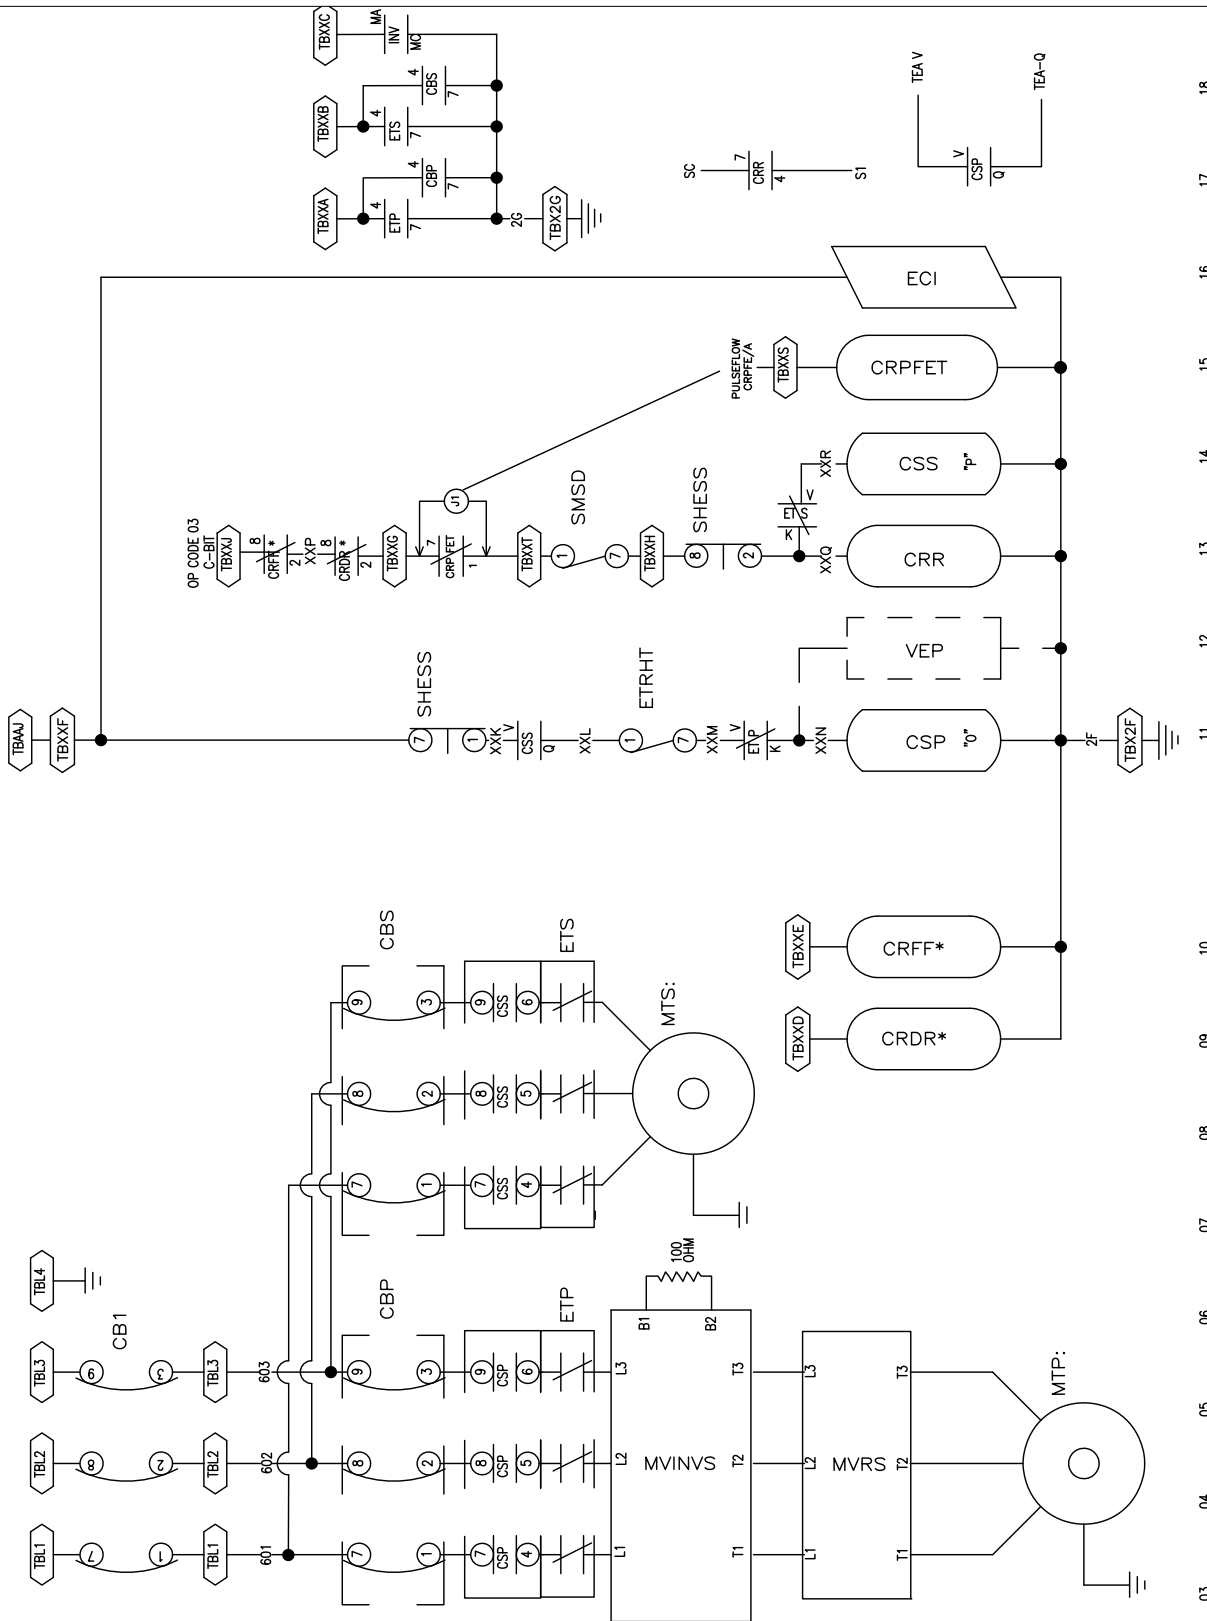 TBAAJ
TBXXF
TBXXA
TBXXB
TBXXC
4
ETP
7
4
CBP
7
4
ETS
7
4
CBS
7
MA
INV
MC
2G
TBX2G
SC
7
CRR
4
S1
TEA V
V
CSP
Q
TEA-Q
ECI
PULSEFLOW
CRPFE/A
TBXXS
CRPFET
OP CODE 03
C-BIT
TBXXJ
8
CRFF *
2
XXP
8
CRDR *
2
TBXXG
7
CRPFET
1
J1
TBXXT
SMSD
1
7
TBXXH
SHESS
8
2
V
ETS
K
XXR
CSS
"P"
XXQ
CRR
SHESS
7
1
XXK
V
CSS
Q
XXL
ETRHT
1
7
XXM
V
ETP
K
XXN
VEP
CSP
"O"
2F
TBX2F
TBXXE
CRFF*
TBXXD
CRDR*
TBL1
TBL2
TBL3
TBL4
7
8
9
CB1
1
2
3
TBL1
TBL2
TBL3
601
602
603
CBP
7
8
9
1
2
3
7
8
9
CSP
CSP
CSP
4
5
6
ETP
CBS
7
8
9
1
2
3
7
8
9
CSS
CSS
CSS
4
5
6
ETS
MTS:
L1
L2
L3
MVINVS
B1
B2
100
OHM
T1
T2
T3
L1
L2
L3
MVRS
T1
T2
T3
MTP:
03
04
05
06
07
08
09
10
11
12
13
14
15
16
17
18